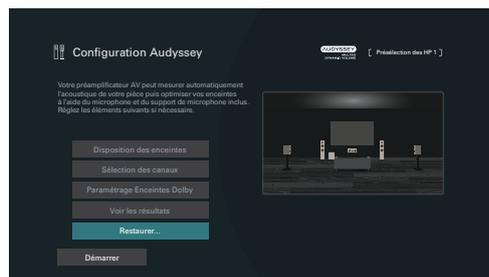 Configuration Audyssey
AUDYSSEY
[ Présélection des HP 1 ]
Votre préamplificateur AV peut mesurer automatiquement
l'acoustique de votre pièce puis optimiser vos enceintes
à l'aide du microphone et du support de microphone inclus.
Réglez les éléments suivants si nécessaire.
Disposition des enceintes
Sélection des canaux
Paramétrage Enceintes Dolby
Voir les résultats
Restaurer...
Démarrer